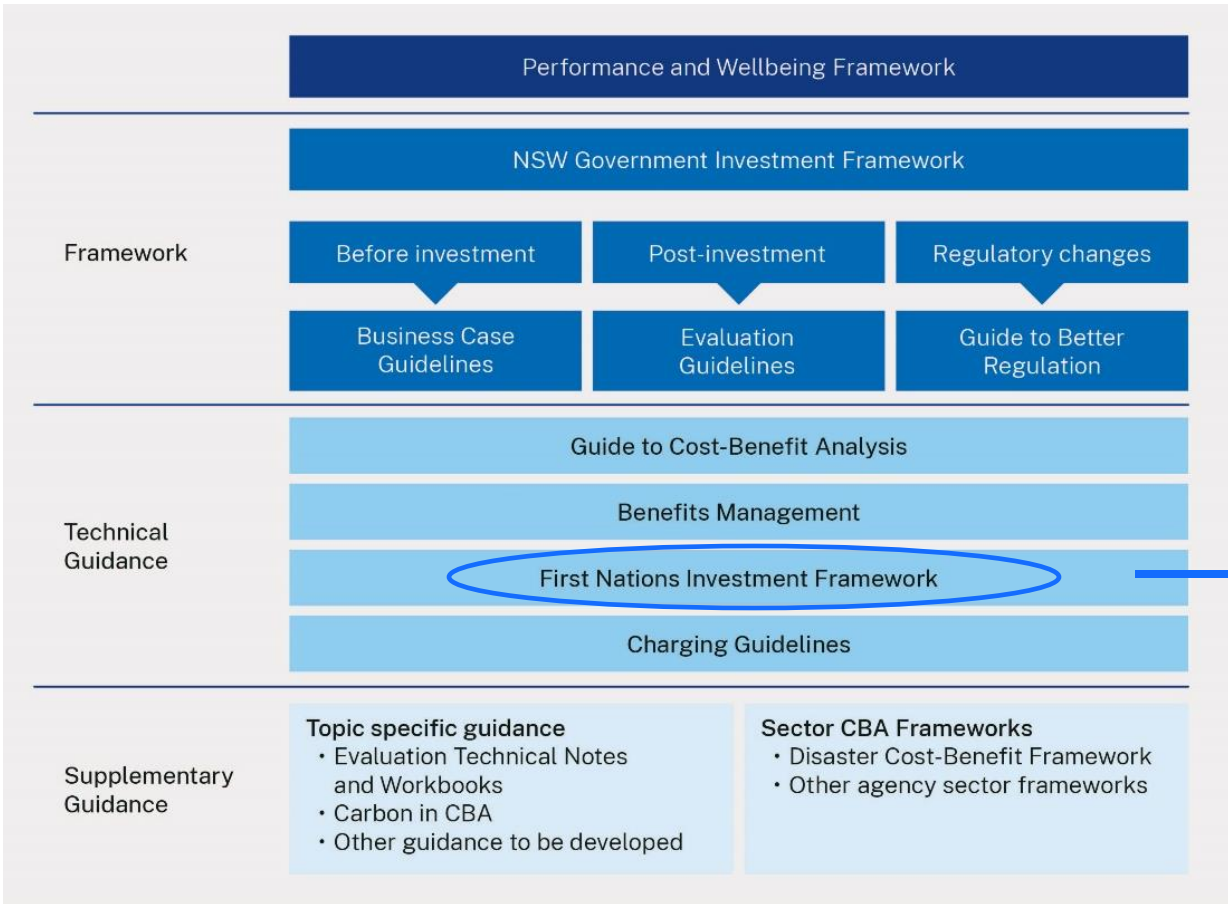 Performance and Wellbeing Framework
NSW Government Investment Framework
Framework
Before investment
Post-investment
Regulatory changes
Business Case
Guidelines
Evaluation
Guidelines
Guide to Better
Regulation
Technical
Guidance
Guide to Cost-Benefit Analysis
Benefits Management
First Nations Investment Framework
Charging Guidelines
Supplementary
Guidance
Topic specific guidance
• Evaluation Technical Notes
and Workbooks
• Carbon in CBA
• Other guidance to be developed
Sector CBA Frameworks
• Disaster Cost-Benefit Framework
• Other agency sector frameworks